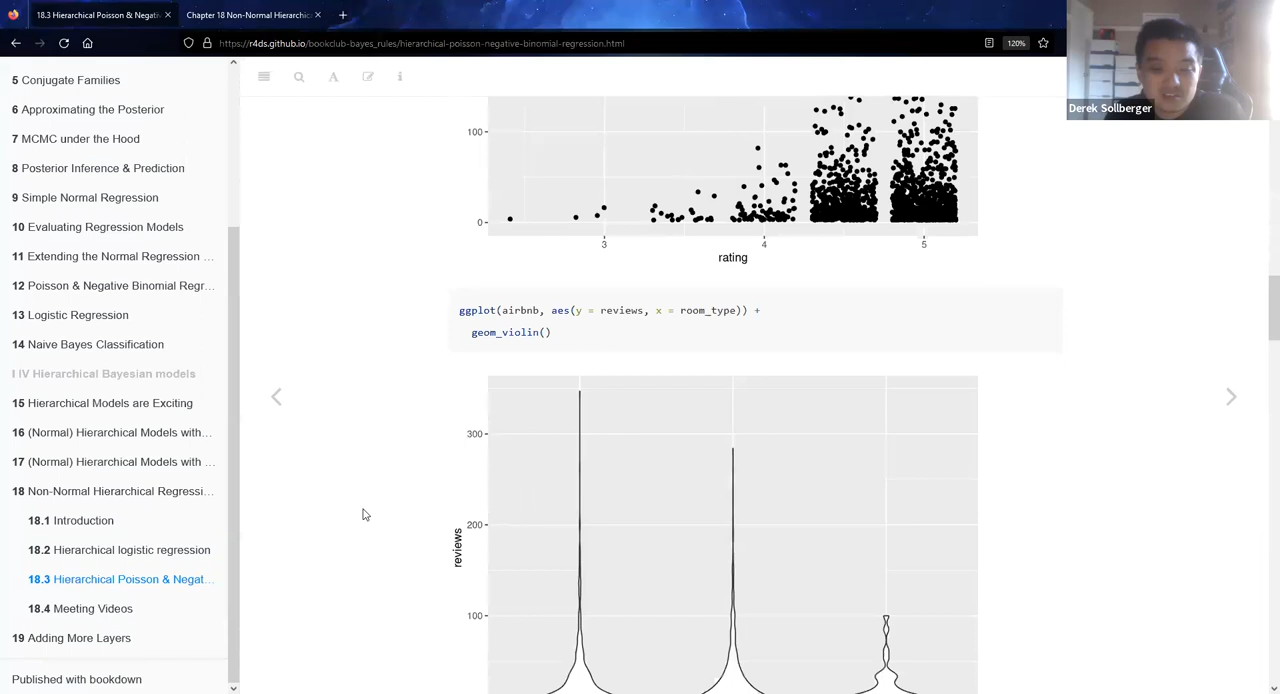 18.3 Hierarchical Poisson & Negati
Chapter 18 Non-Normal Hierarchic
https://r4ds.github.io/bookclub-bayes_rules/hierarchical-poisson-negative-binomial-regression.html
120%
Derek Sollberger
5 Conjugate Families
6 Approximating the Posterior
7 MCMC under the Hood
8 Posterior Inference & Prediction
9 Simple Normal Regression
10 Evaluating Regression Models
11 Extending the Normal Regression ...
12 Poisson & Negative Binomial Regr...
13 Logistic Regression
14 Naive Bayes Classification
I IV Hierarchical Bayesian models
15 Hierarchical Models are Exciting
16 (Normal) Hierarchical Models with...
17 (Normal) Hierarchical Models with ...
18 Non-Normal Hierarchical Regressi...
18.1 Introduction
18.2 Hierarchical logistic regression
18.3 Hierarchical Poisson & Negat...
18.4 Meeting Videos
19 Adding More Layers
Published with bookdown
100
0
3 4 5
rating
ggplot(airbnb, aes(y = reviews, x = room_type)) +
geom_violin()
300
200
100
reviews